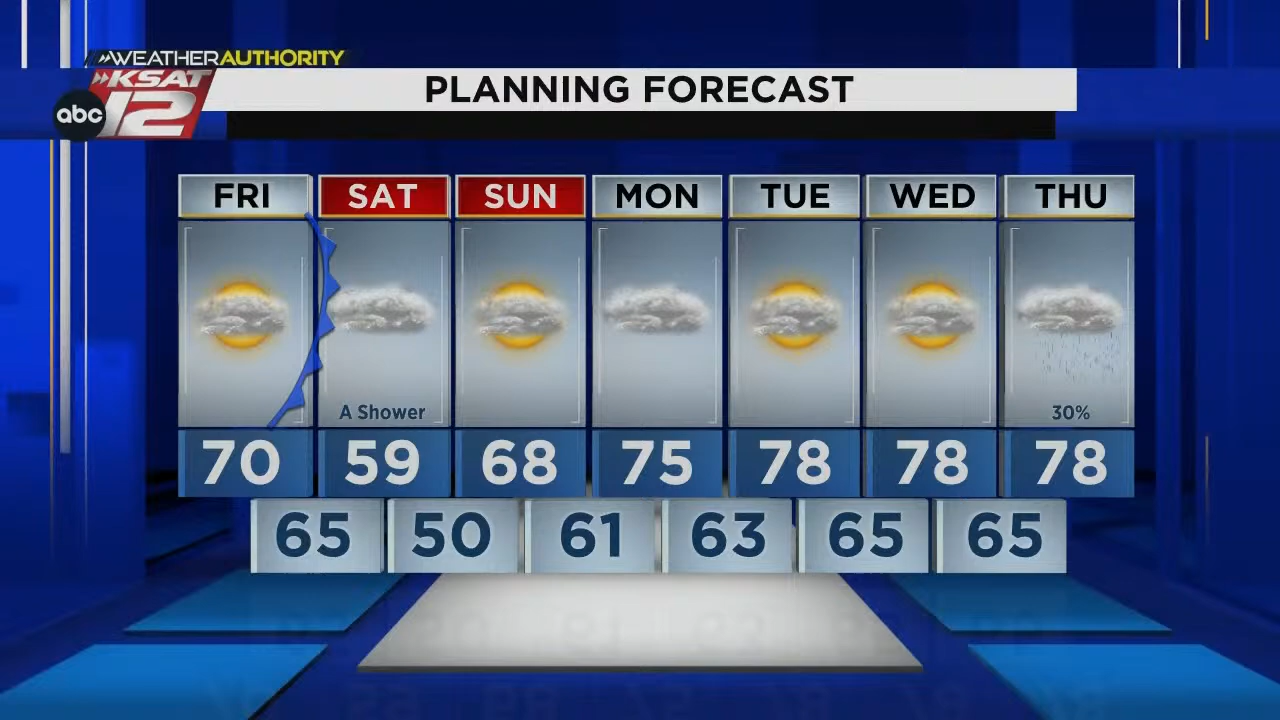 WEATHERAUTHORITY
KSAT
abc 12
PLANNING FORECAST
FRI SAT SUN MON TUE WED THU
A Shower 30%
70 59 68 75 78 78 78
65 50 61 63 65 65